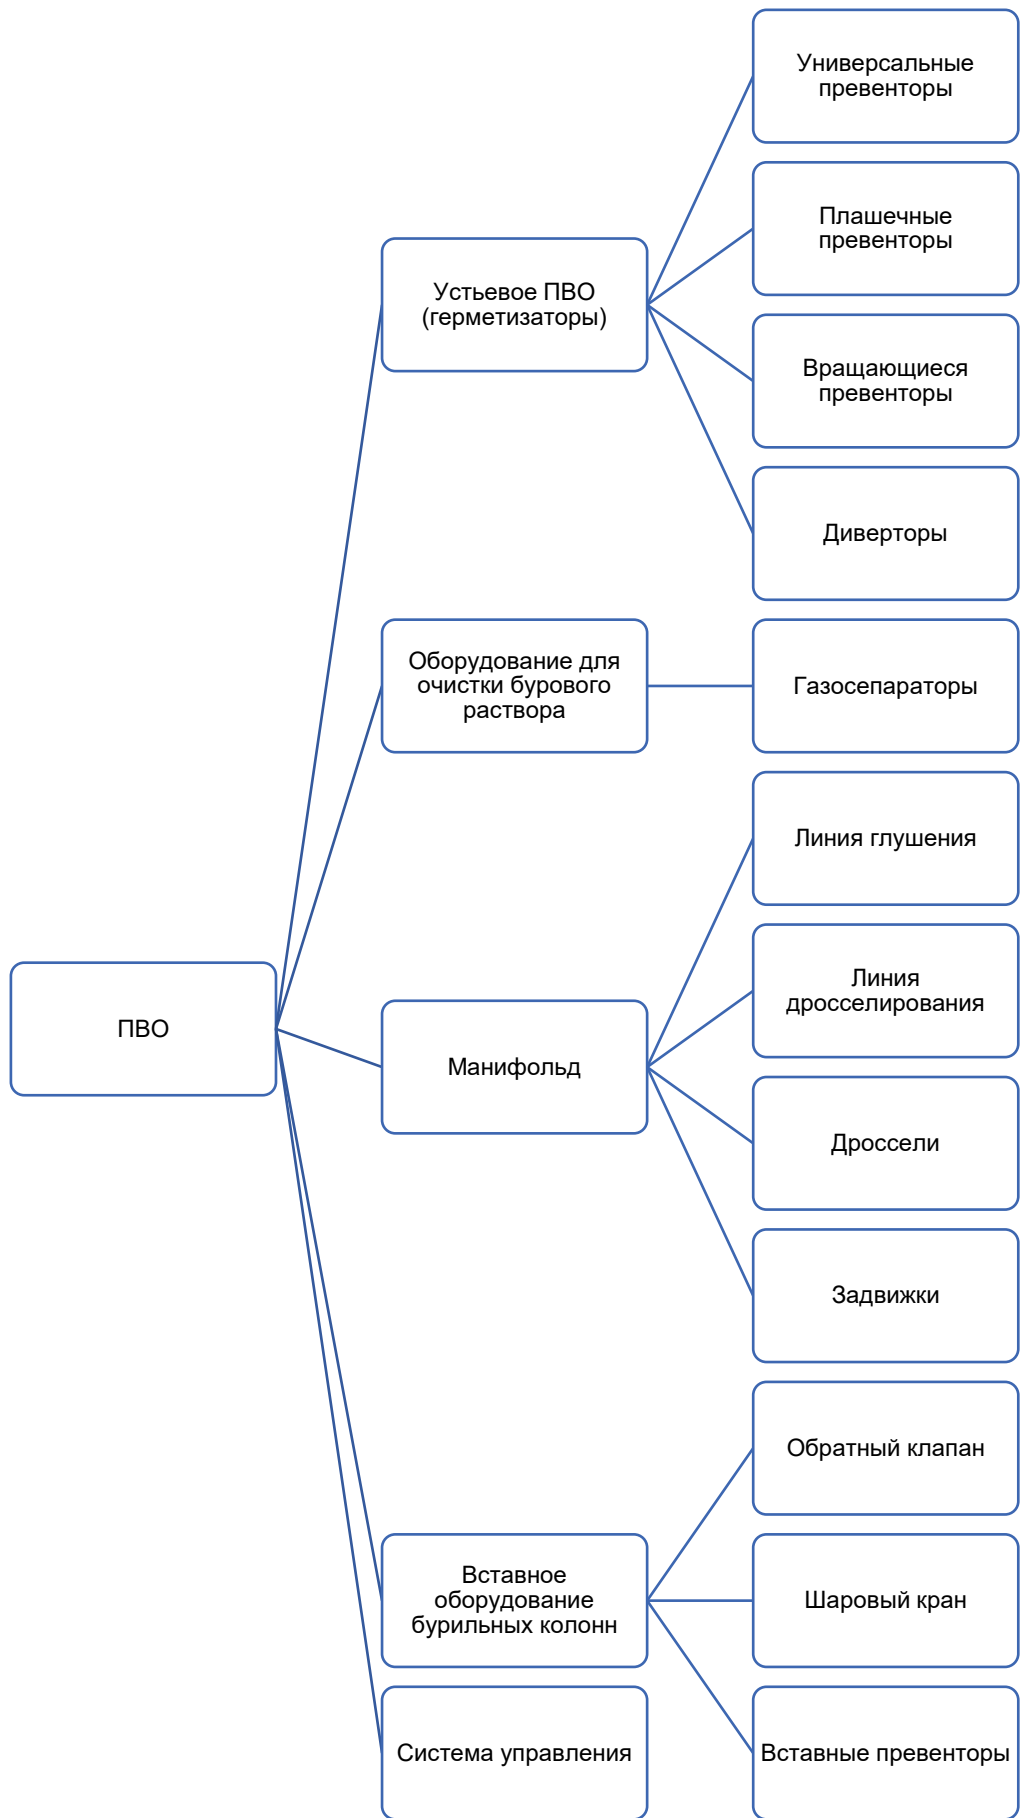 Универсальные
превенторы
Плашечные
превенторы
Устьевое ПВО
(герметизаторы)
Вращающиеся
превенторы
Диверторы
Оборудование для
очистки бурового
раствора
Газосепараторы
Линия глушения
Линия
дросселирования
ПВО
Манифольд
Дроссели
Задвижки
Обратный клапан
Вставное
оборудование
бурильных колонн
Шаровый кран
Система управления
Вставные превенторы